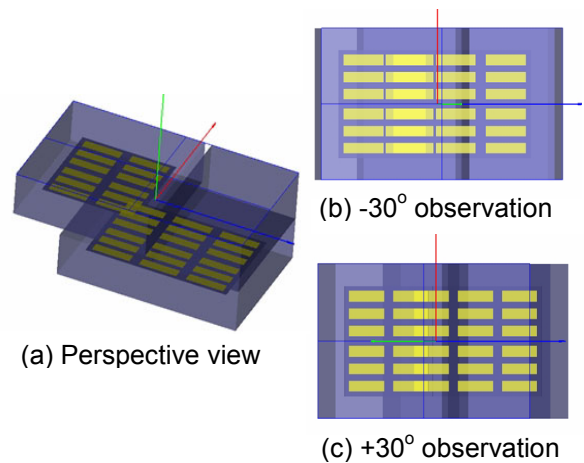 (a) Perspective view
(b) -30° observation
(c) +30° observation